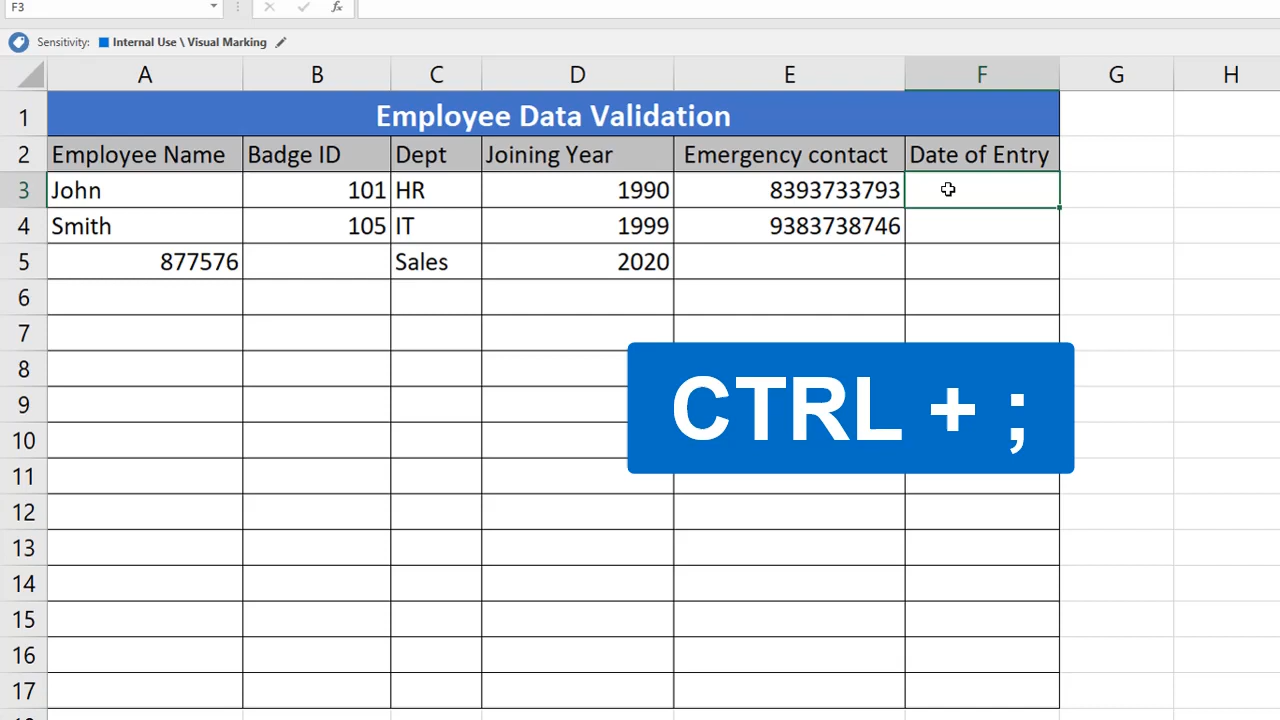 F3
fx
Sensitivity: Internal Use \ Visual Marking
A B C D E F G H
1 Employee Data Validation
2 Employee Name Badge ID Dept Joining Year Emergency contact Date of Entry
3 John 101 HR 1990 8393733793
4 Smith 105 IT 1999 9383738746
5 877576 Sales 2020
6
7
8
9
10
11
12
13
14
15
16
17
CTRL + ;